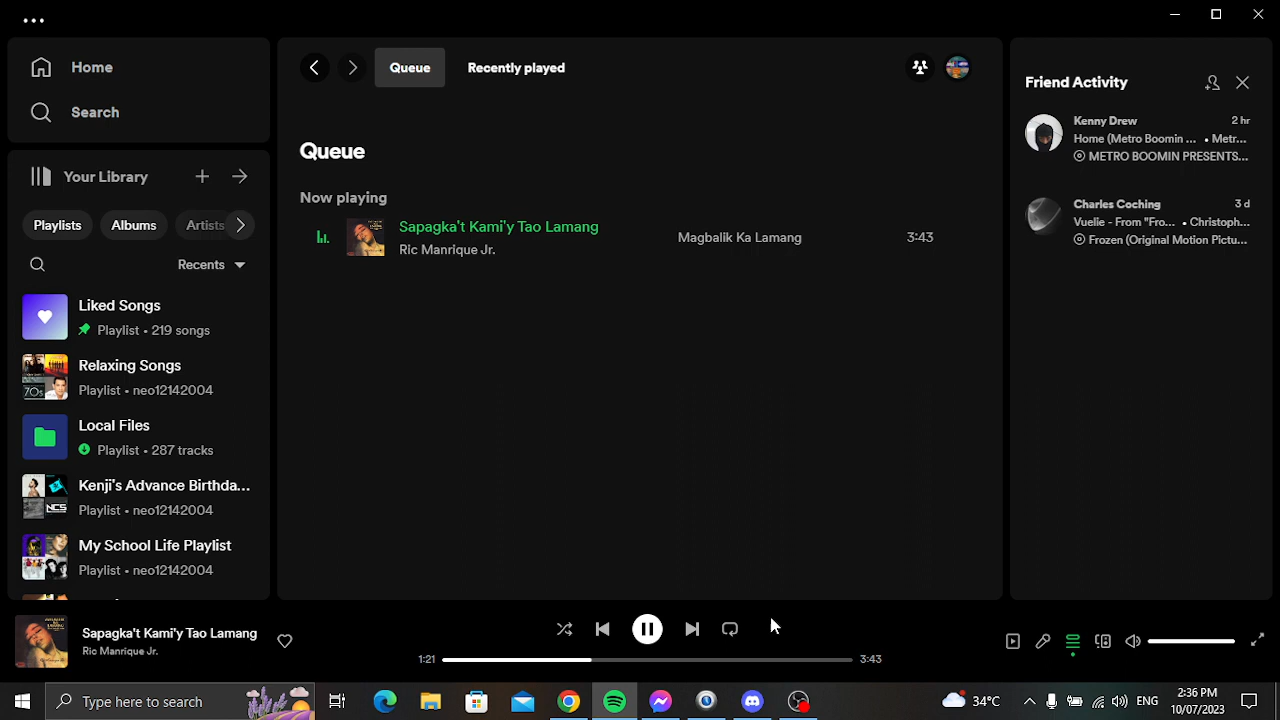 Home
Search
Your Library
Playlists
Albums
Artists
Recents
Liked Songs
Playlist • 219 songs
Relaxing Songs
Playlist • neo12142004
Local Files
Playlist • 287 tracks
Kenji's Advance Birthda...
Playlist • neo12142004
My School Life Playlist
Playlist • neo12142004
Queue
Recently played
Queue
Now playing
Sapagka't Kami'y Tao Lamang
Ric Manrique Jr.
Magbalik Ka Lamang
3:43
Friend Activity
Kenny Drew
2 hr
Home (Metro Boomin ... • Metr...
METRO BOOMIN PRESENTS...
Charles Coching
3 d
Vuelle - From "Fro... • Christoph...
Frozen (Original Motion Pictu...
Sapagka't Kami'y Tao Lamang
Ric Manrique Jr.
1:21
3:43
Type here to search
34°C
ENG
2:36 PM
10/07/2023
70s
NCS